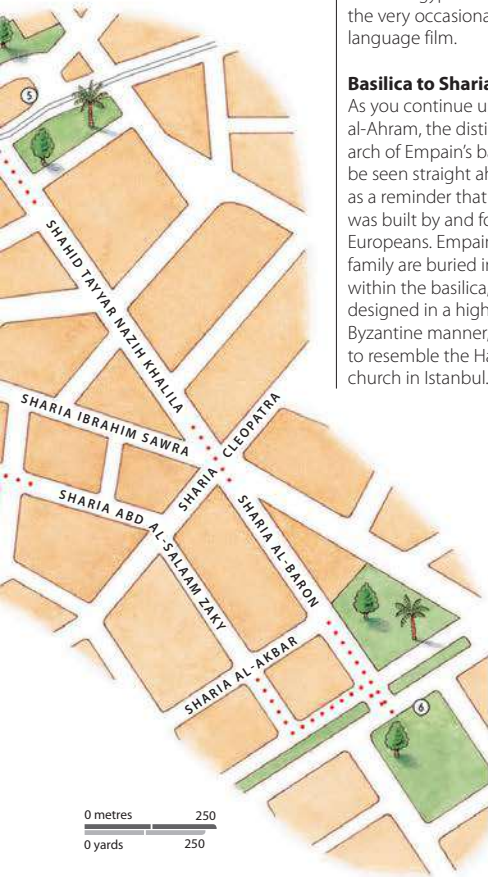 the very occasional
language film.
Basilica to Sharia
As you continue u
al-Ahram, the disti
arch of Empain's ba
be seen straight ah
as a reminder that
was built by and fo
Europeans. Empain
family are buried in
within the basilica,
designed in a high
Byzantine manner,
to resemble the Ha
church in Istanbul.
5
SHAHID TAYYAR NAZIH KHALILA
SHARIA IBRAHIM SAWRA
SHARIA CLEOPATRA
SHARIA ABD AL-SALAAM ZAKY
SHARIA AL-BARON
SHARIA AL-AKBAR
6
0 metres 250
0 yards 250